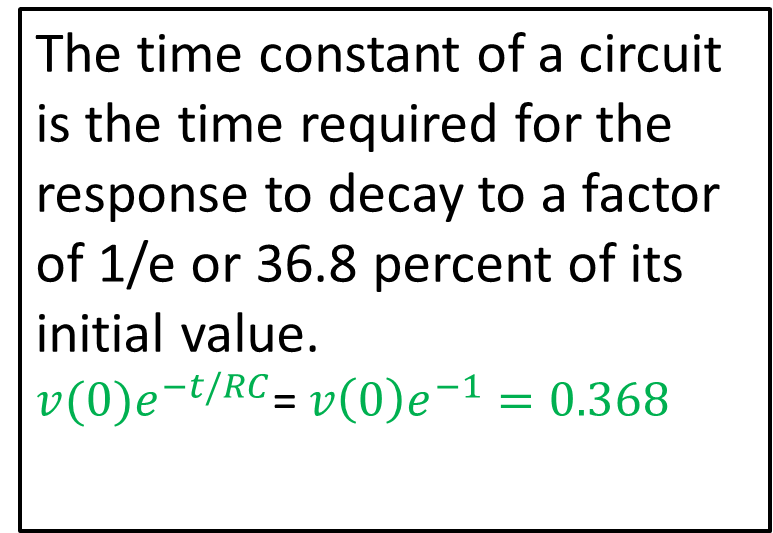 The time constant of a circuit
is the time required for the
response to decay to a factor
of 1/e or 36.8 percent of its
initial value.
v(0)e^{-t/RC} = v(0)e^{-1} = 0.368